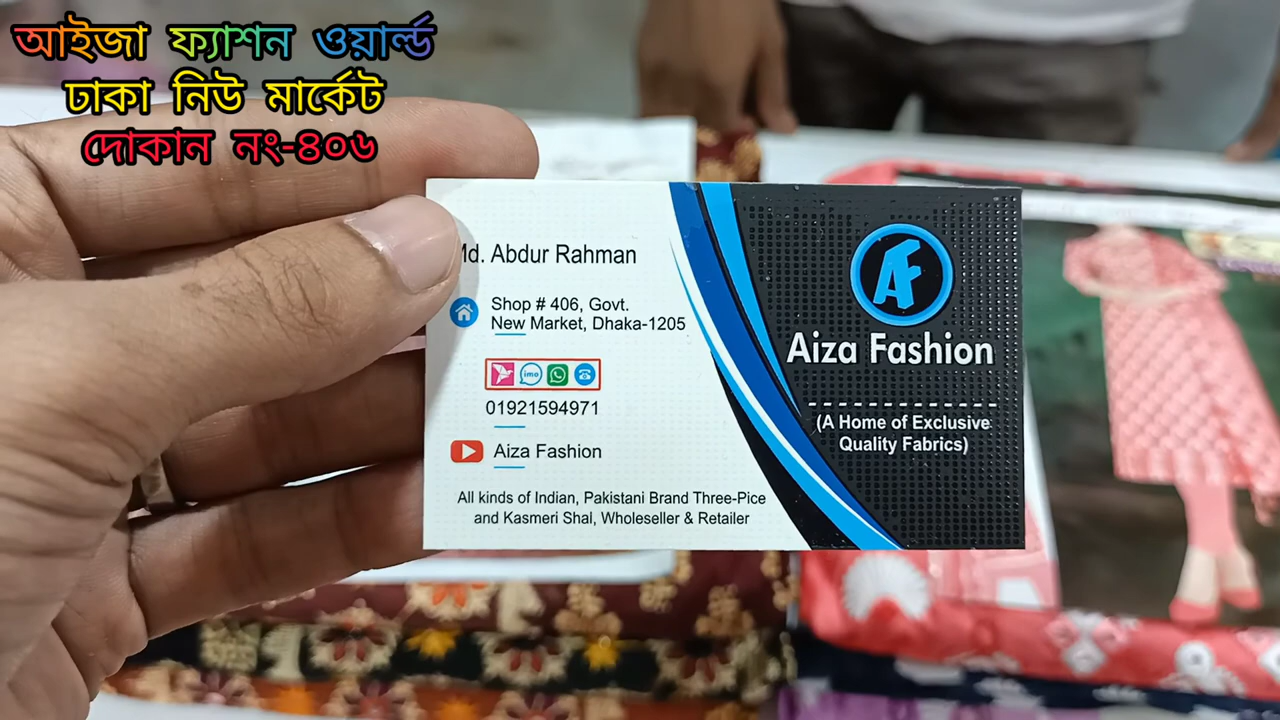 আইজা ফ্যাশন ওয়ার্ল্ড
ঢাকা নিউ মার্কেট
দোকান নং-৪০৬
Md. Abdur Rahman
Shop # 406, Govt.
New Market, Dhaka-1205
imo
01921594971
Aiza Fashion
All kinds of Indian, Pakistani Brand Three-Pice
and Kasmeri Shal, Wholeseller & Retailer
AF
Aiza Fashion
(A Home of Exclusive
Quality Fabrics)